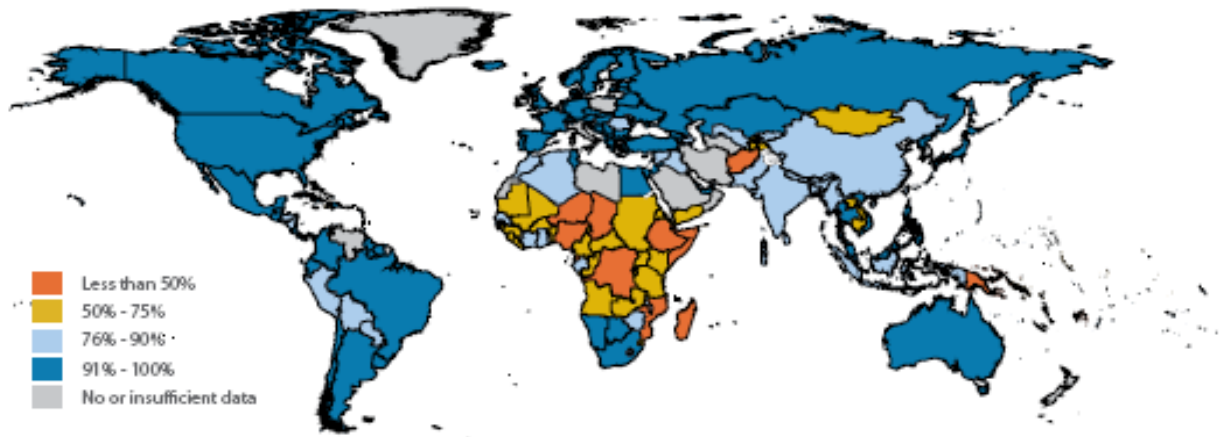 Less than 50%
50% - 75%
76% - 90%
91% - 100%
No or insufficient data